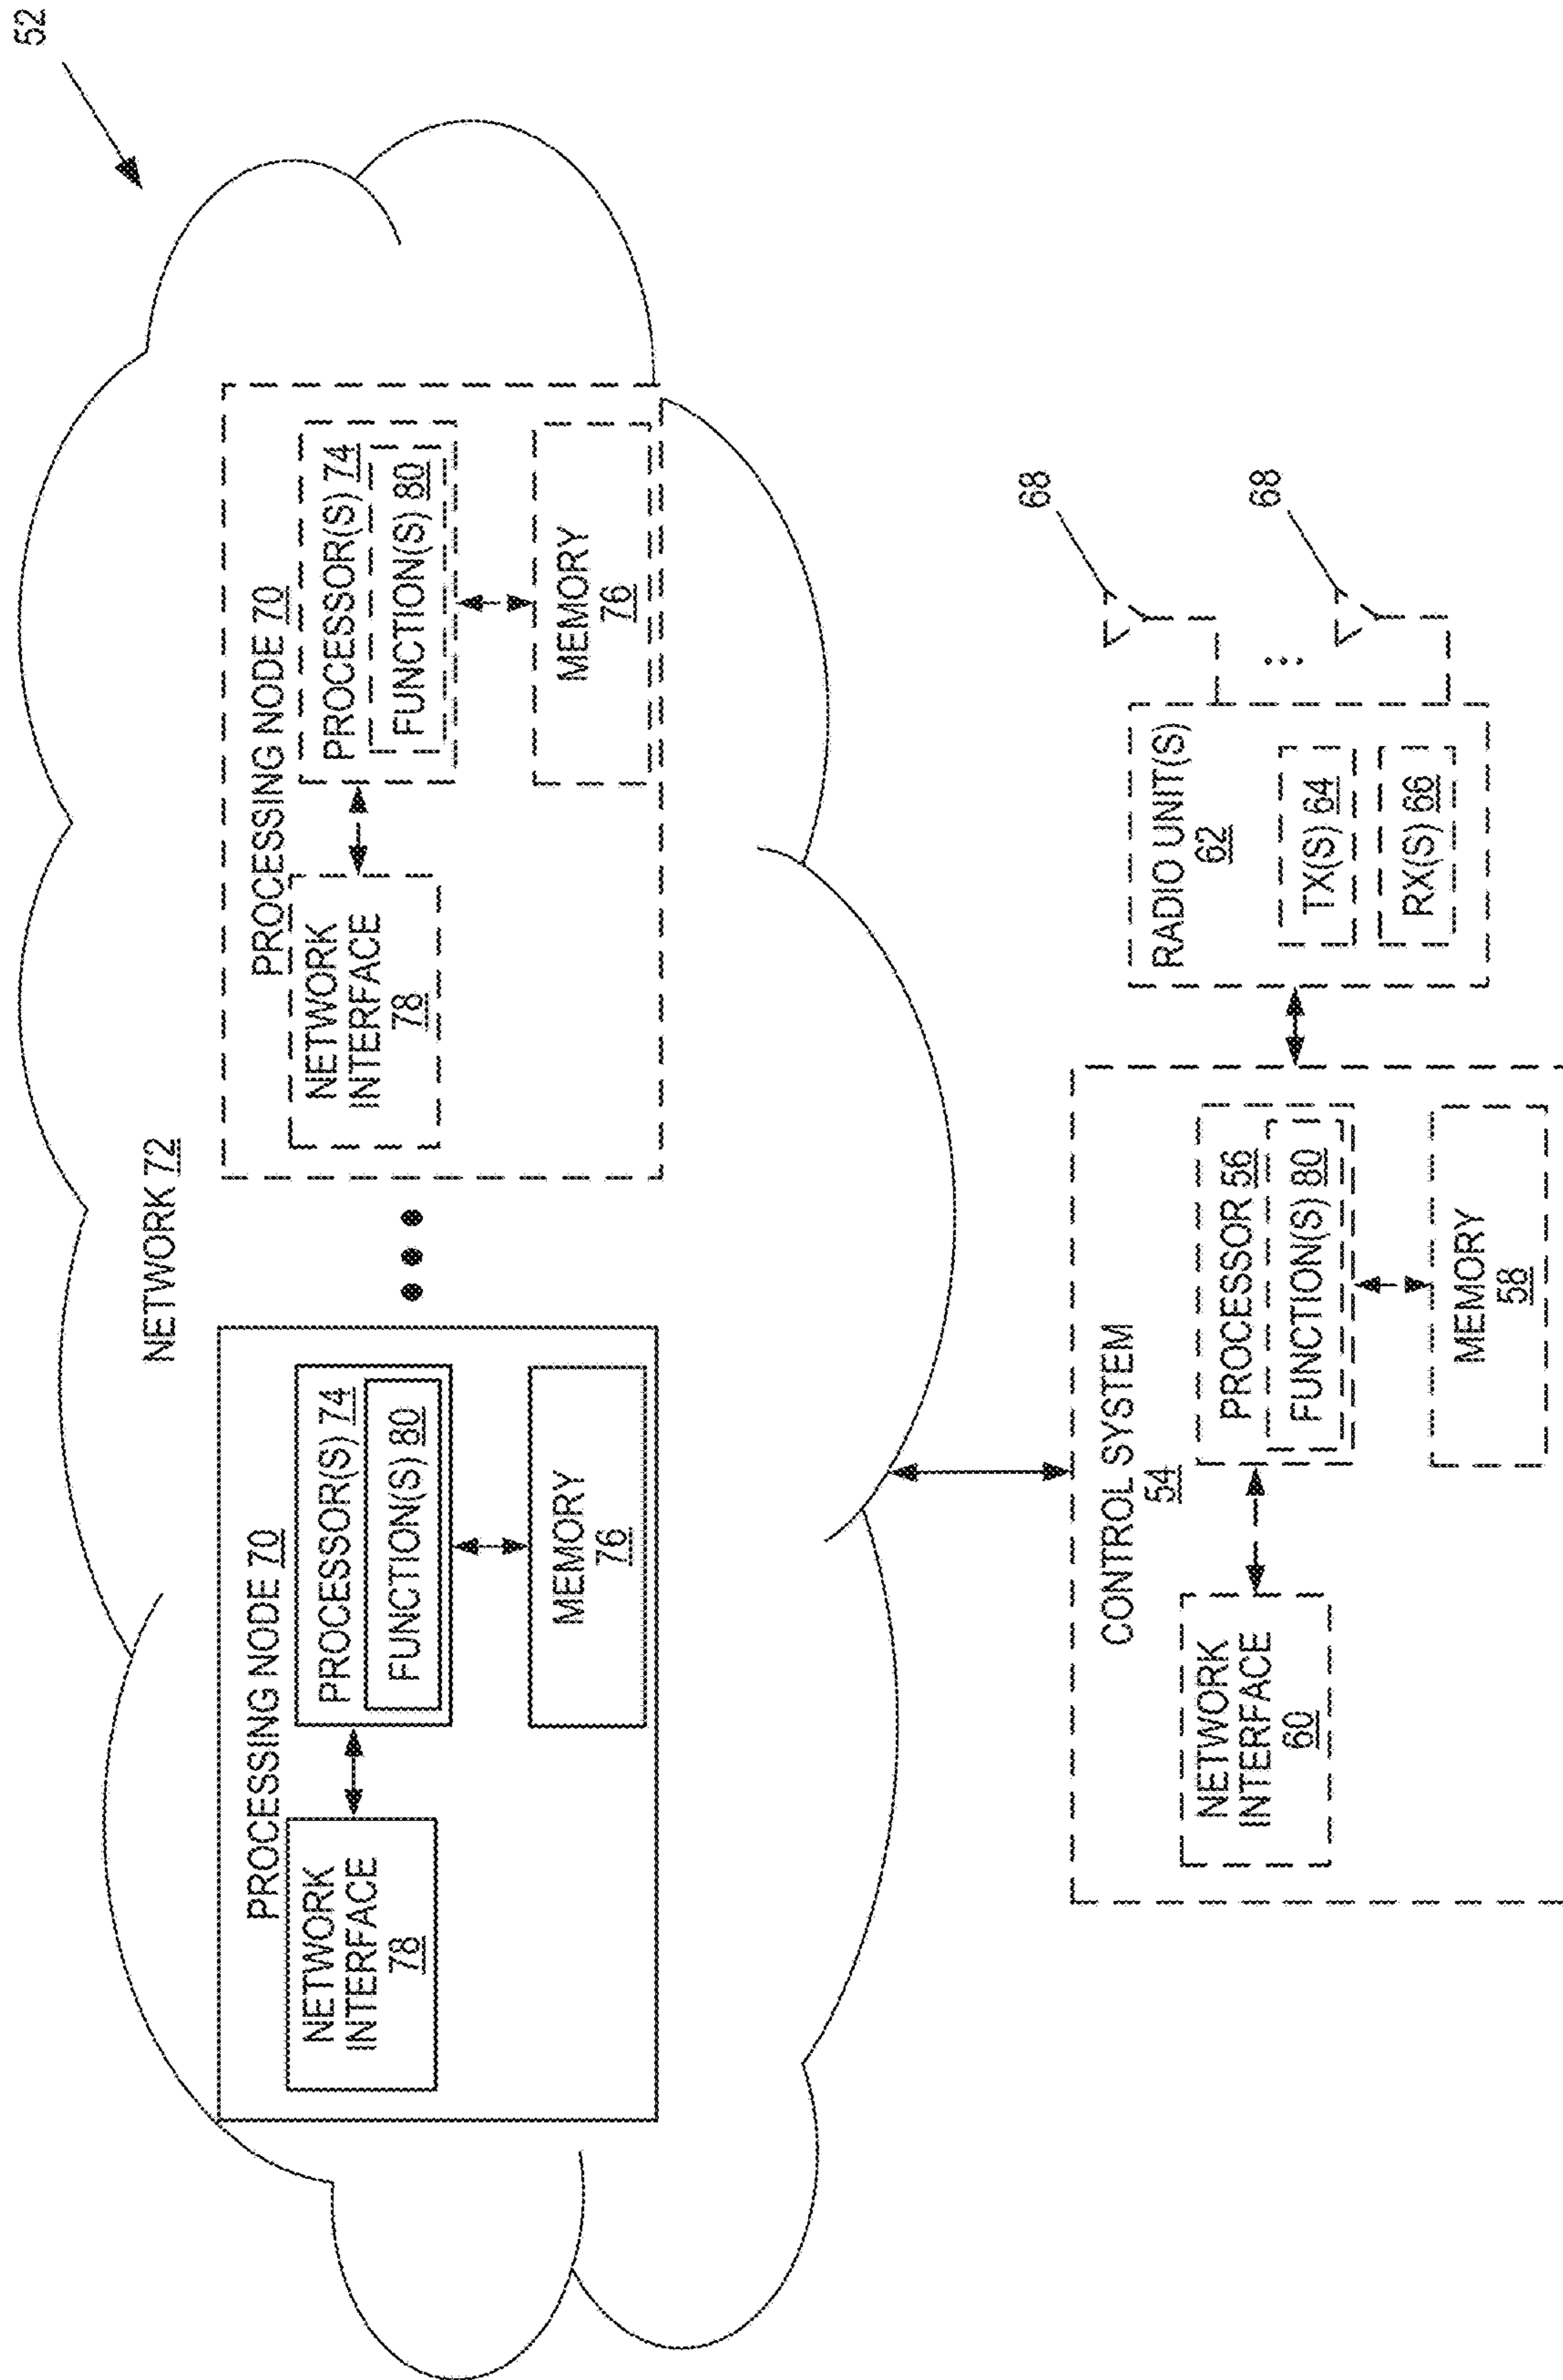 52
NETWORK 72
PROCESSING NODE 70
NETWORK
INTERFACE
78
PROCESSOR(S) 74
FUNCTION(S) 80
MEMORY
76
PROCESSING NODE 70
NETWORK
INTERFACE
78
PROCESSOR(S) 74
FUNCTION(S) 80
MEMORY
76
CONTROL SYSTEM
54
NETWORK
INTERFACE
60
PROCESSOR 56
FUNCTION(S) 80
MEMORY
58
RADIO UNIT(S)
62
TX(S) 64
RX(S) 66
68
68